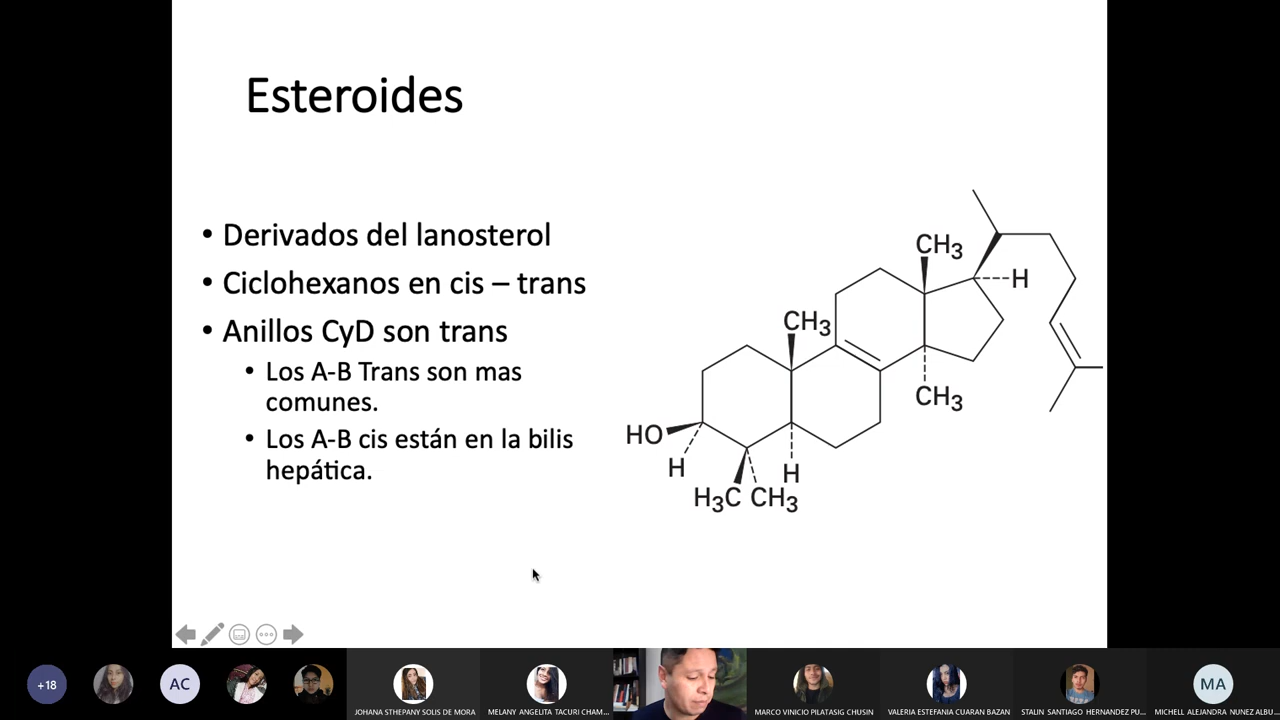 Esteroides
• Derivados del lanosterol
• Ciclohexanos en cis – trans
• Anillos CyD son trans
• Los A-B Trans son mas
comunes.
• Los A-B cis están en la bilis
hepática.
CH3
H
CH3
CH3
HO
H
H
H3C CH3
+18
AC
JOHANA STHEPANY SOLIS DE MORA
MELANY ANGELITA TACURI CHAM...
MARCO VINICIO PILATASIG CHUSIN
VALERIA ESTEFANIA CUARAN BAZAN
STALIN SANTIAGO HERNANDEZ PU...
MA
MICHELL ALEJANDRA NUNEZ ALBU...